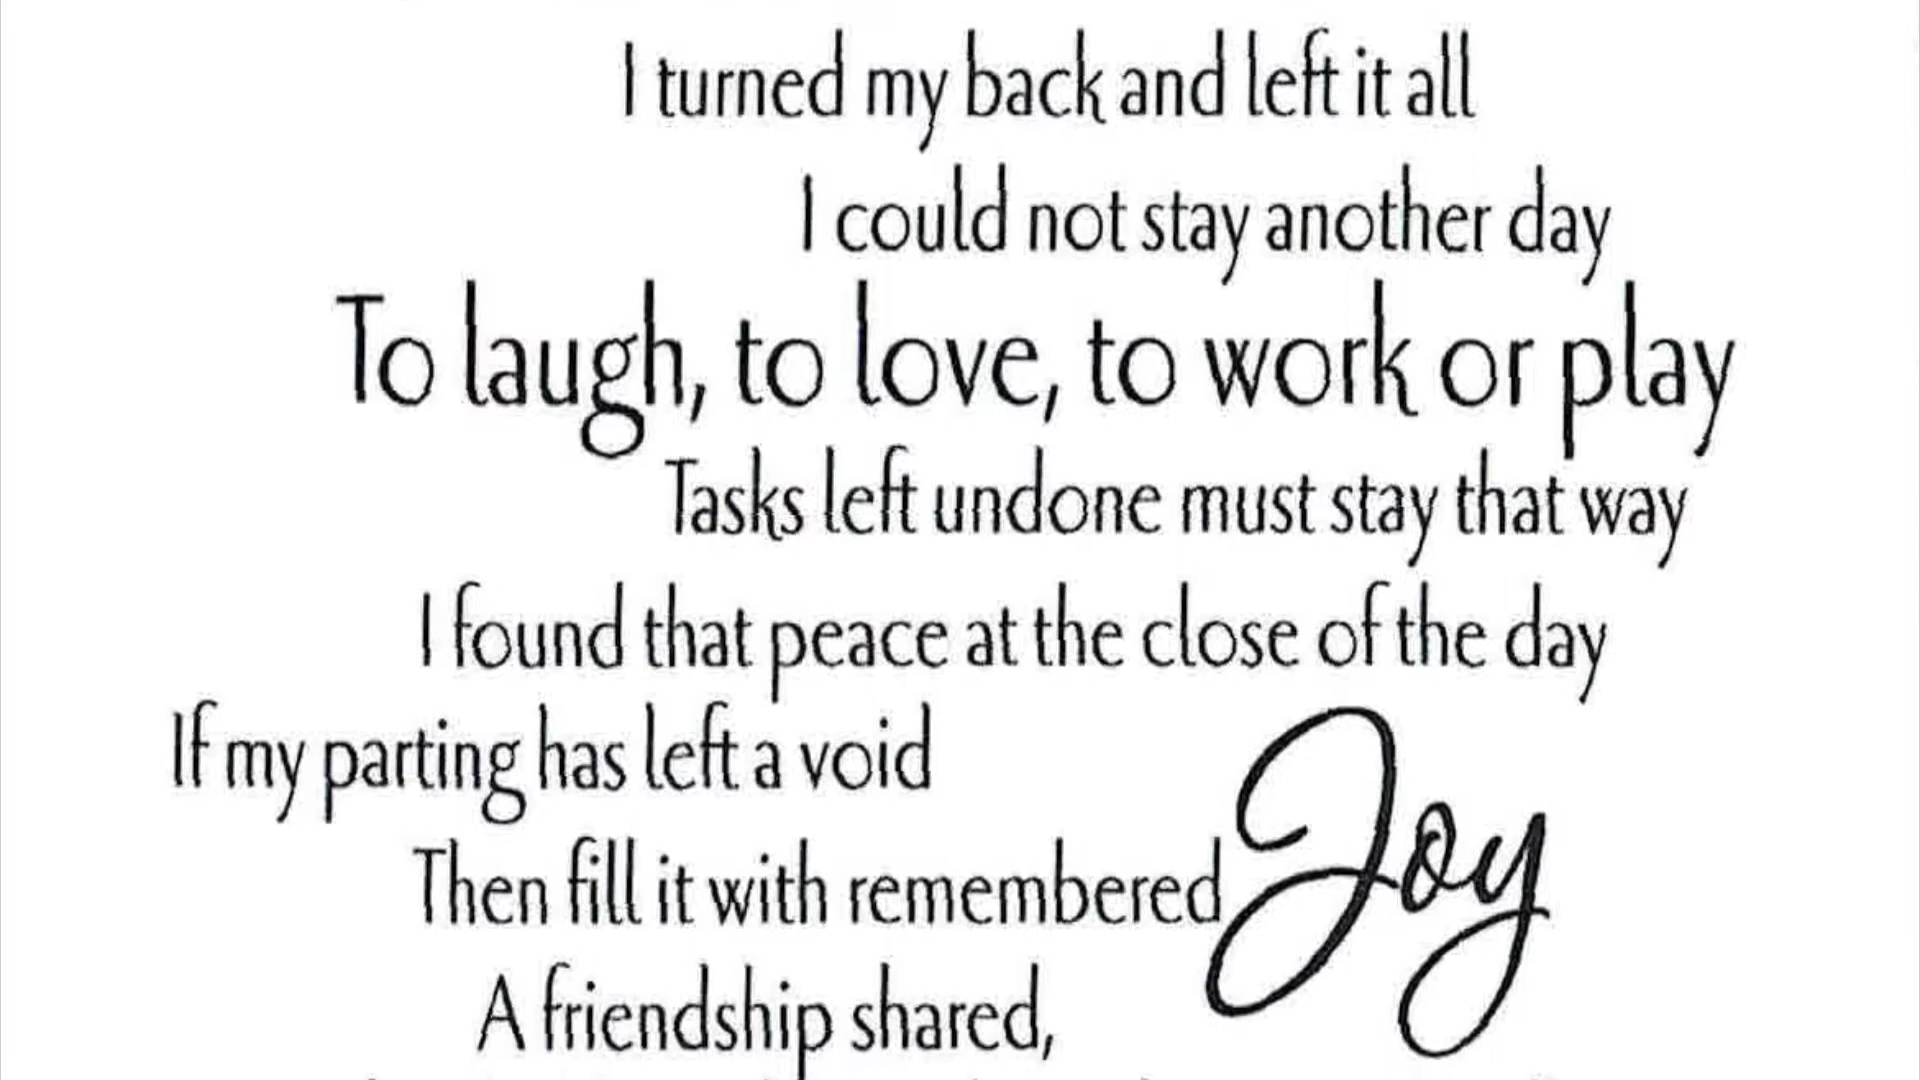 I turned my back and left it all
I could not stay another day
To laugh, to love, to work or play
Tasks left undone must stay that way
I found that peace at the close of the day
If my parting has left a void
Then fill it with remembered Joy
A friendship shared,